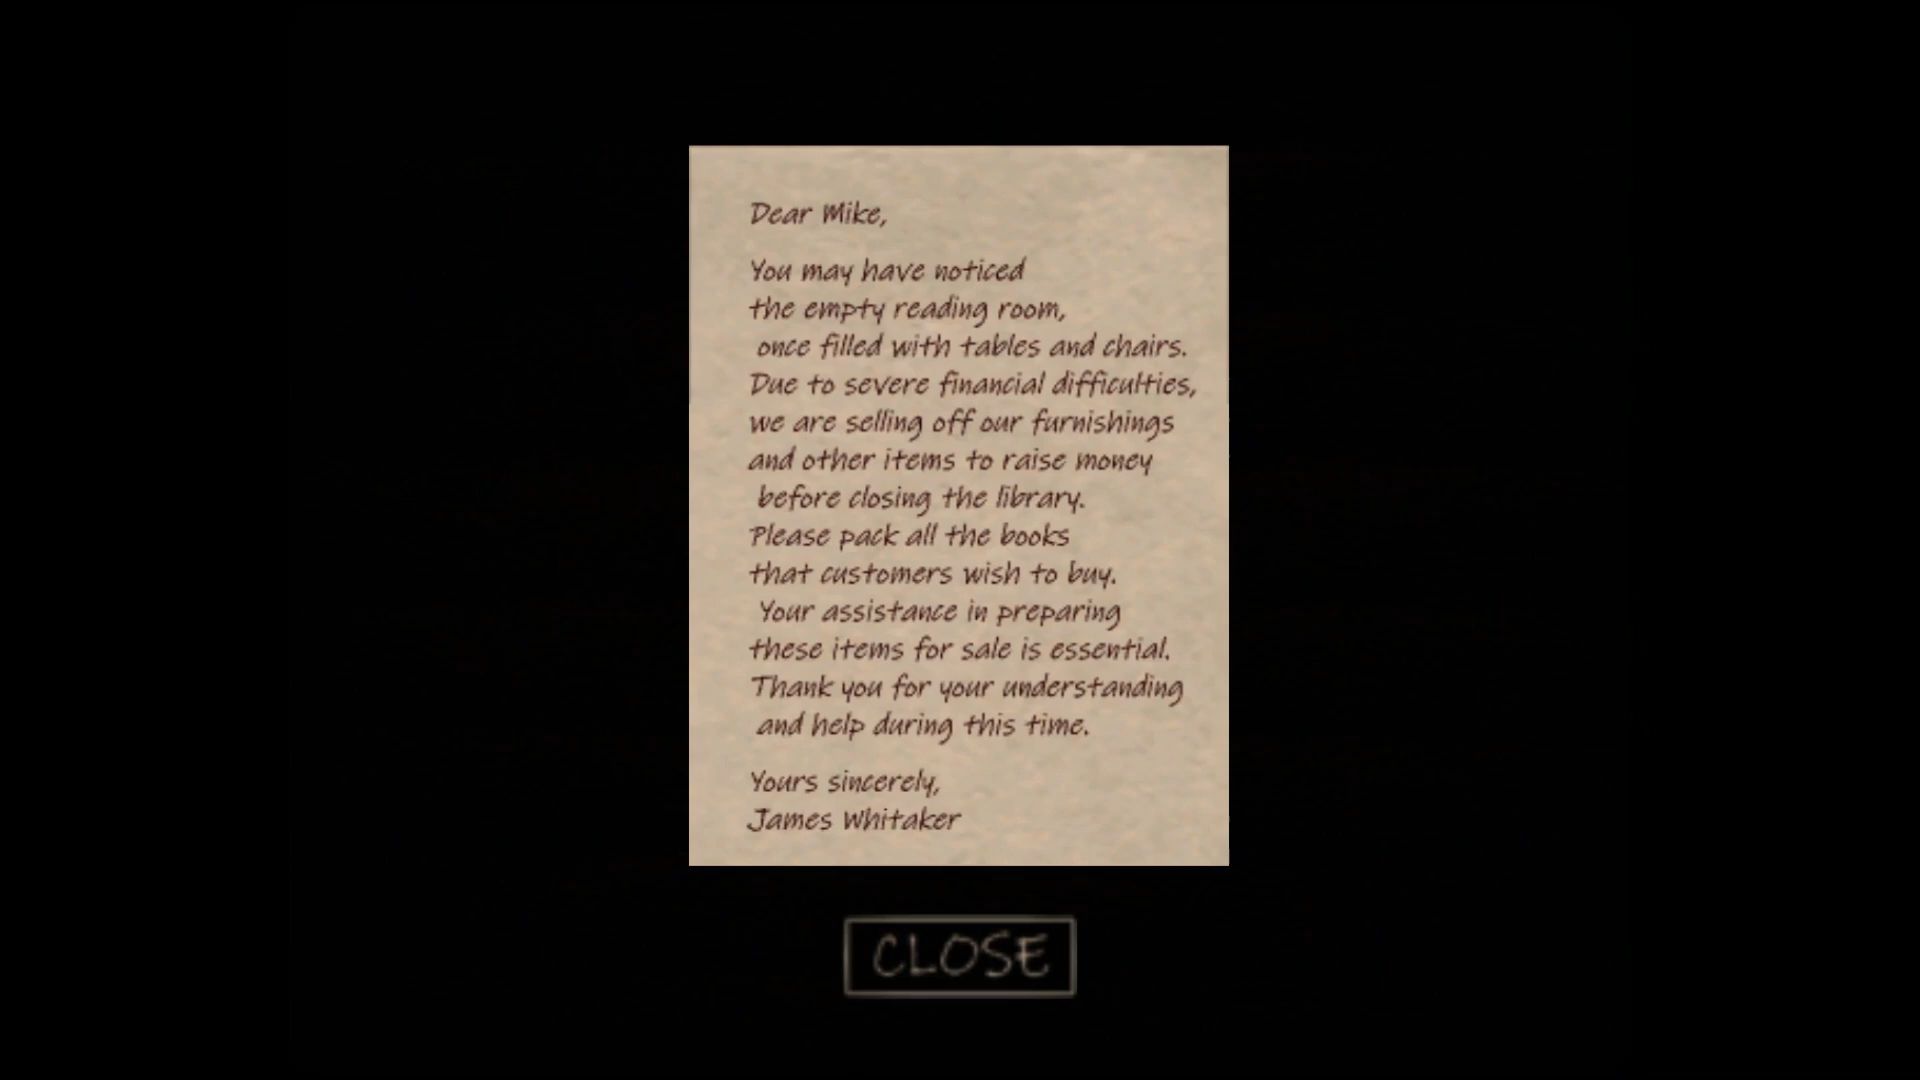 Dear Mike,
You may have noticed
the empty reading room,
once filled with tables and chairs.
Due to severe financial difficulties,
we are selling off our furnishings
and other items to raise money
before closing the library.
Please pack all the books
that customers wish to buy.
Your assistance in preparing
these items for sale is essential.
Thank you for your understanding
and help during this time.
Yours sincerely,
James Whitaker
CLOSE